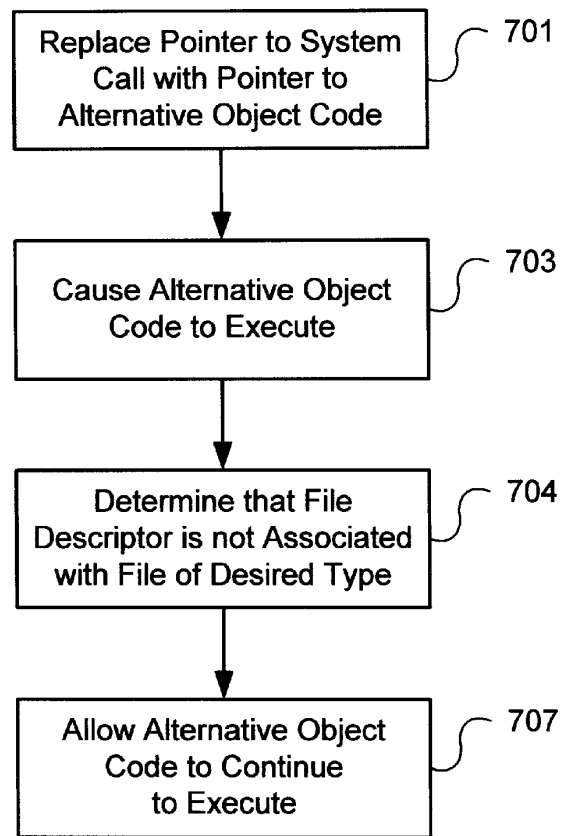 Replace Pointer to System
Call with Pointer to
Alternative Object Code
701
Cause Alternative Object
Code to Execute
703
Determine that File
Descriptor is not Associated
with File of Desired Type
704
Allow Alternative Object
Code to Continue
to Execute
707